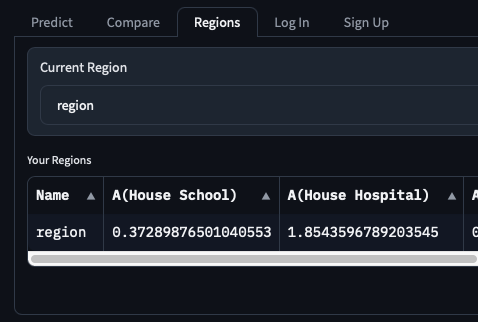 Predict Compare Regions Log In Sign Up
Current Region
region
Your Regions
Name ▲ A(House School) ▲ A(House Hospital) ▲
region 0.37289876501040553 1.8543596789203545